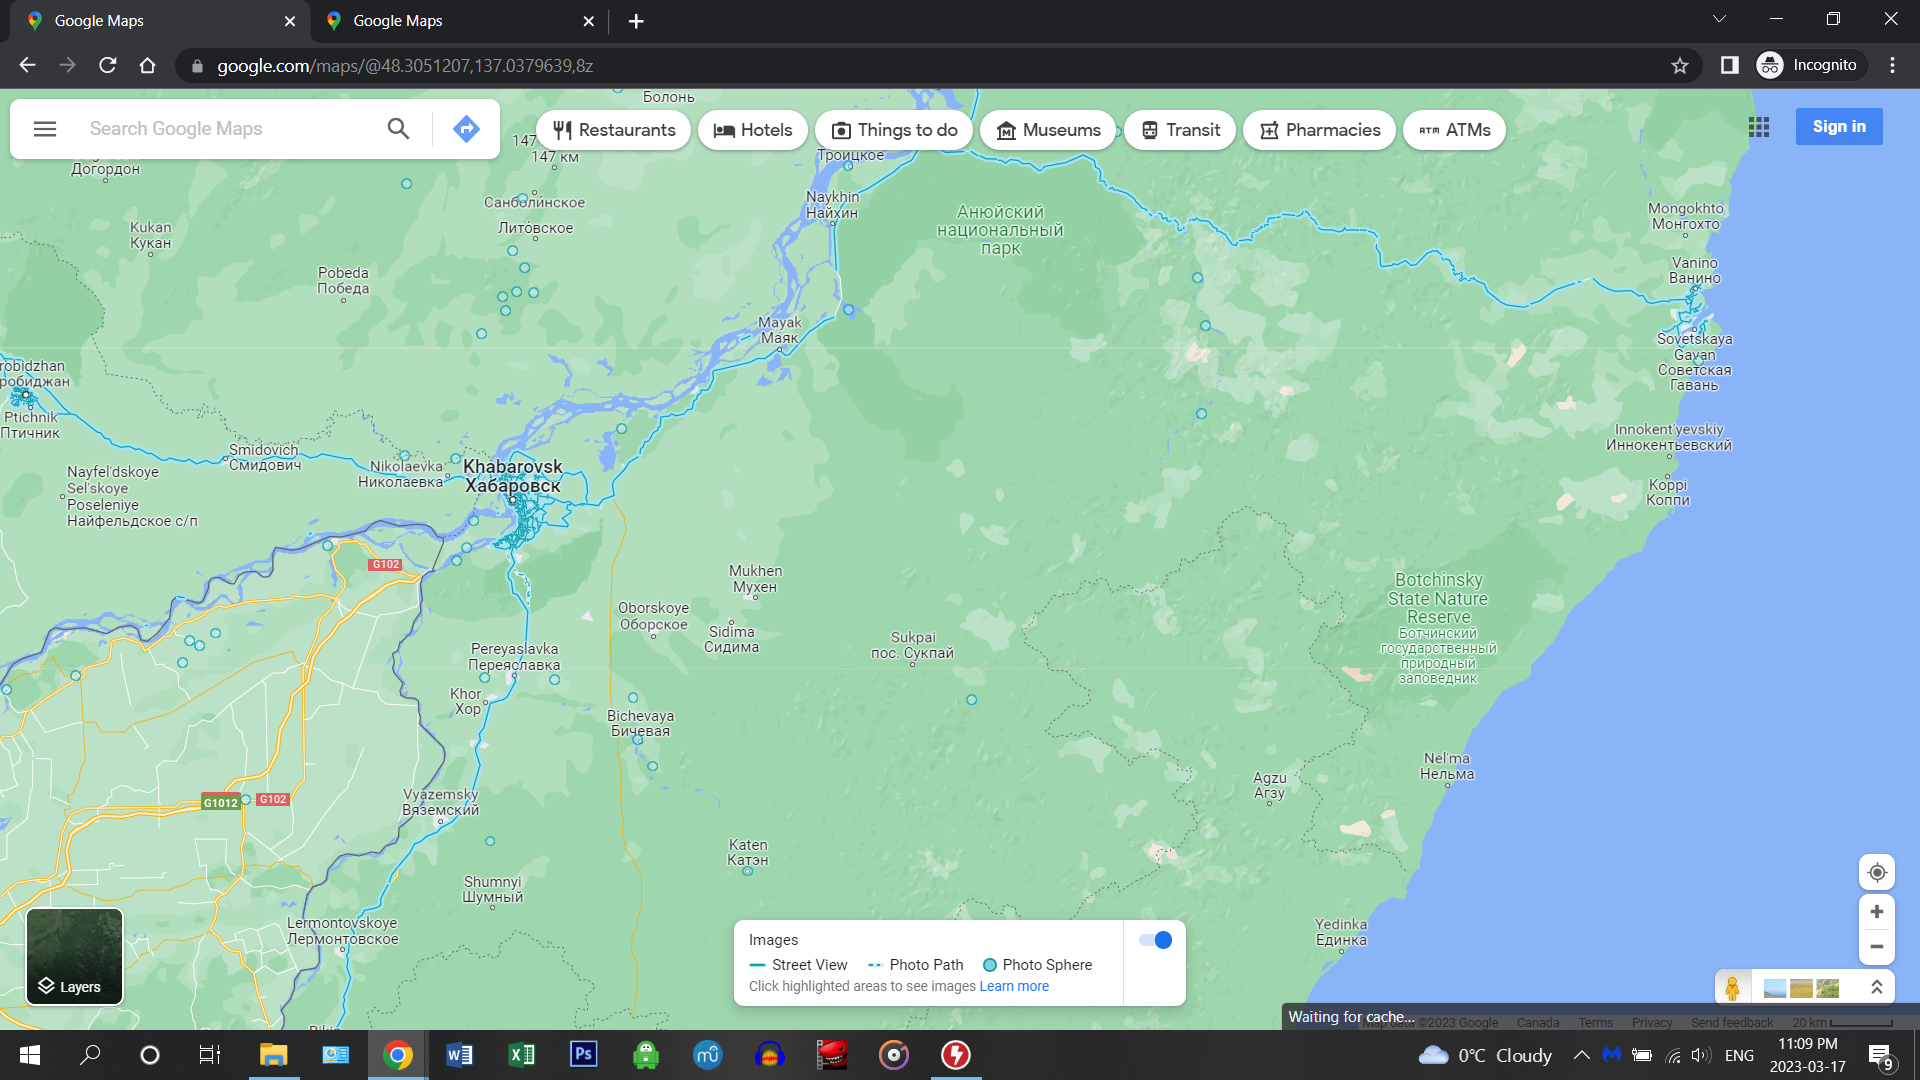 Google Maps
Google Maps
google.com/maps/@48.3051207,137.0379639,8z
Incognito
Search Google Maps
Restaurants
Hotels
Things to do
Museums
Transit
Pharmacies
ATM ATMs
Sign in
Болонь
147
147 км
Догордон
Троицкое
Naykhin
Найхин
Санболинское
Литóвское
Kukan
Кукан
Анюйский
национальный
парк
Mongokhto
Монгохто
Pobeda
Победа
Vanino
Ванино
Mayak
Маяк
Sovetskaya
Gavan
Советская
Гавань
robidzhan
робиджан
Ptichnik
Птичник
Smidovich
Смидович
Nikolaevka
Николаевка
Khabarovsk
Хабаровск
Innokent'yevskiy
Иннокентьевский
Nayfel'dskoye
Sel'skoye
Poseleniye
Найфельдское с/п
Koppi
Коппи
G102
Mukhen
Мухен
Botchinsky
State Nature
Reserve
Ботчинский
государственный
природный
заповедник
Oborskoye
Оборское
Sidima
Сидима
Sukpai
пос. Сукпай
Pereyaslavka
Переяславка
Khor
Хор
Bichevaya
Бичевая
Nel'ma
Нельма
Agzu
Агзу
G1012
G102
Vyazemsky
Вяземский
Katen
Катэн
Shumnyi
Шумный
Lermontovskoye
Лермонтовское
Yedinka
Единка
Layers
Images
Street View
Photo Path
Photo Sphere
Click highlighted areas to see images Learn more
Waiting for cache...
Map data ©2023 Google
Canada
Terms
Privacy
Send feedback
20 km
0°C Cloudy
ENG
11:09 PM
2023-03-17
9